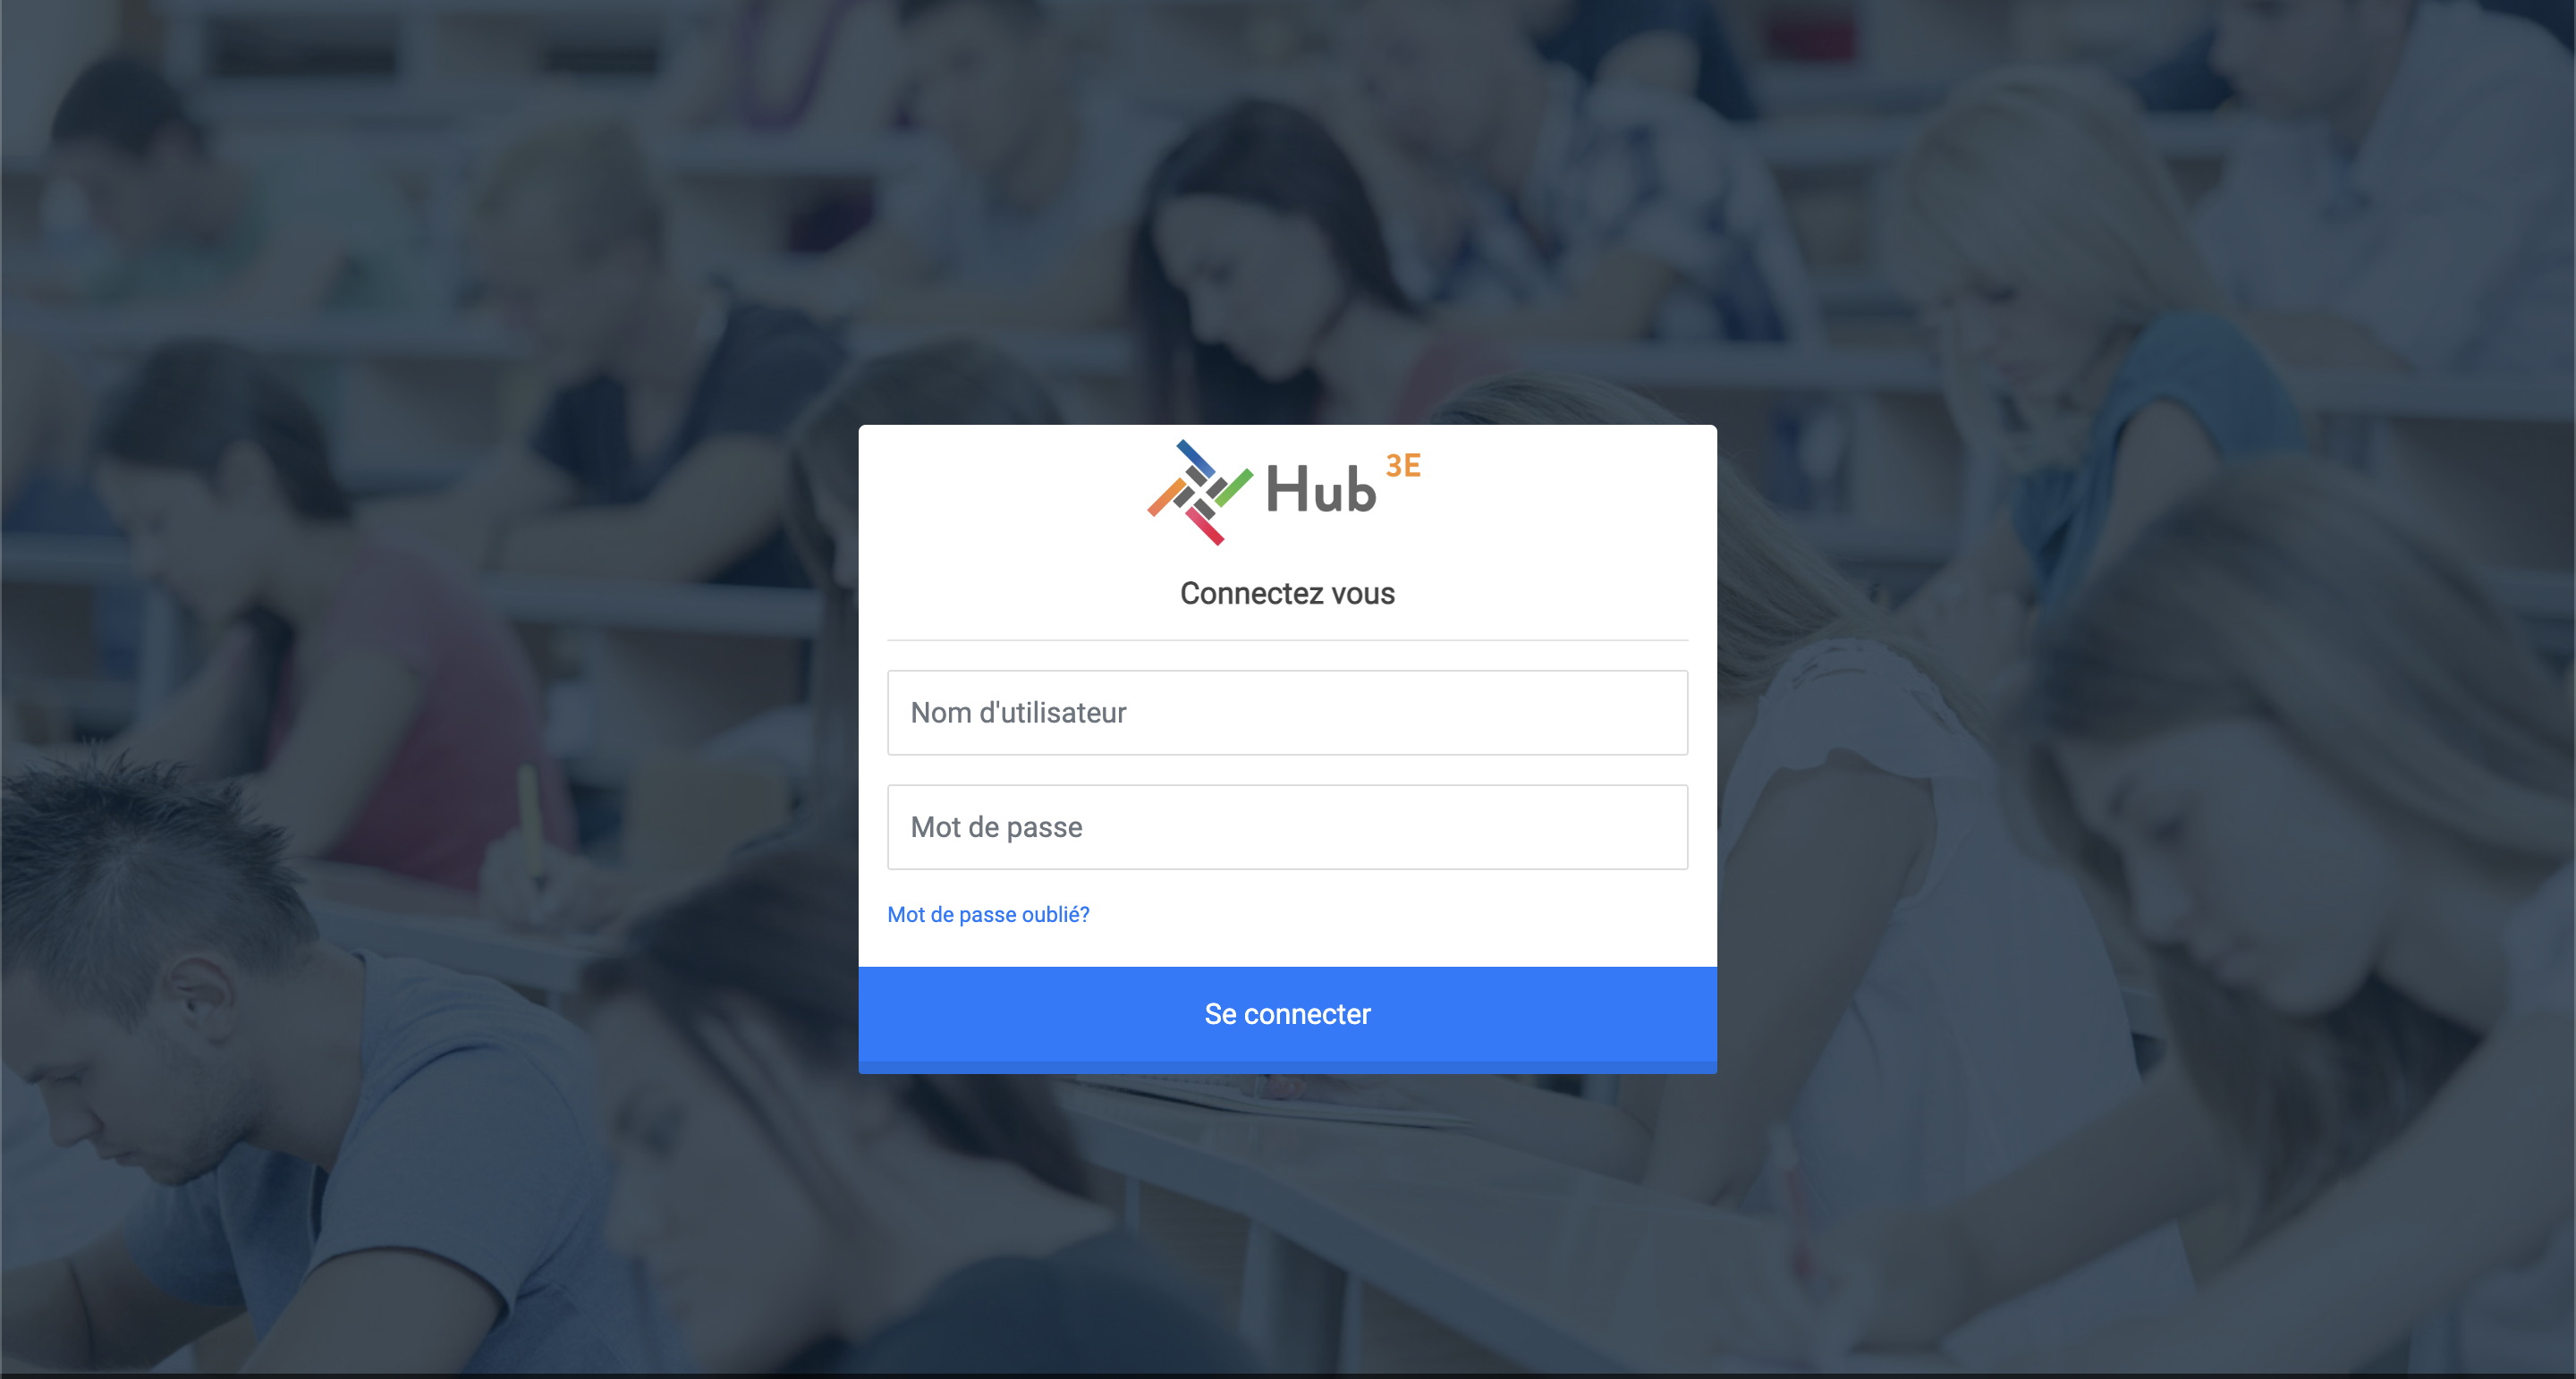 Hub 3E
Connectez vous
Nom d'utilisateur
Mot de passe
Mot de passe oublié?
Se connecter